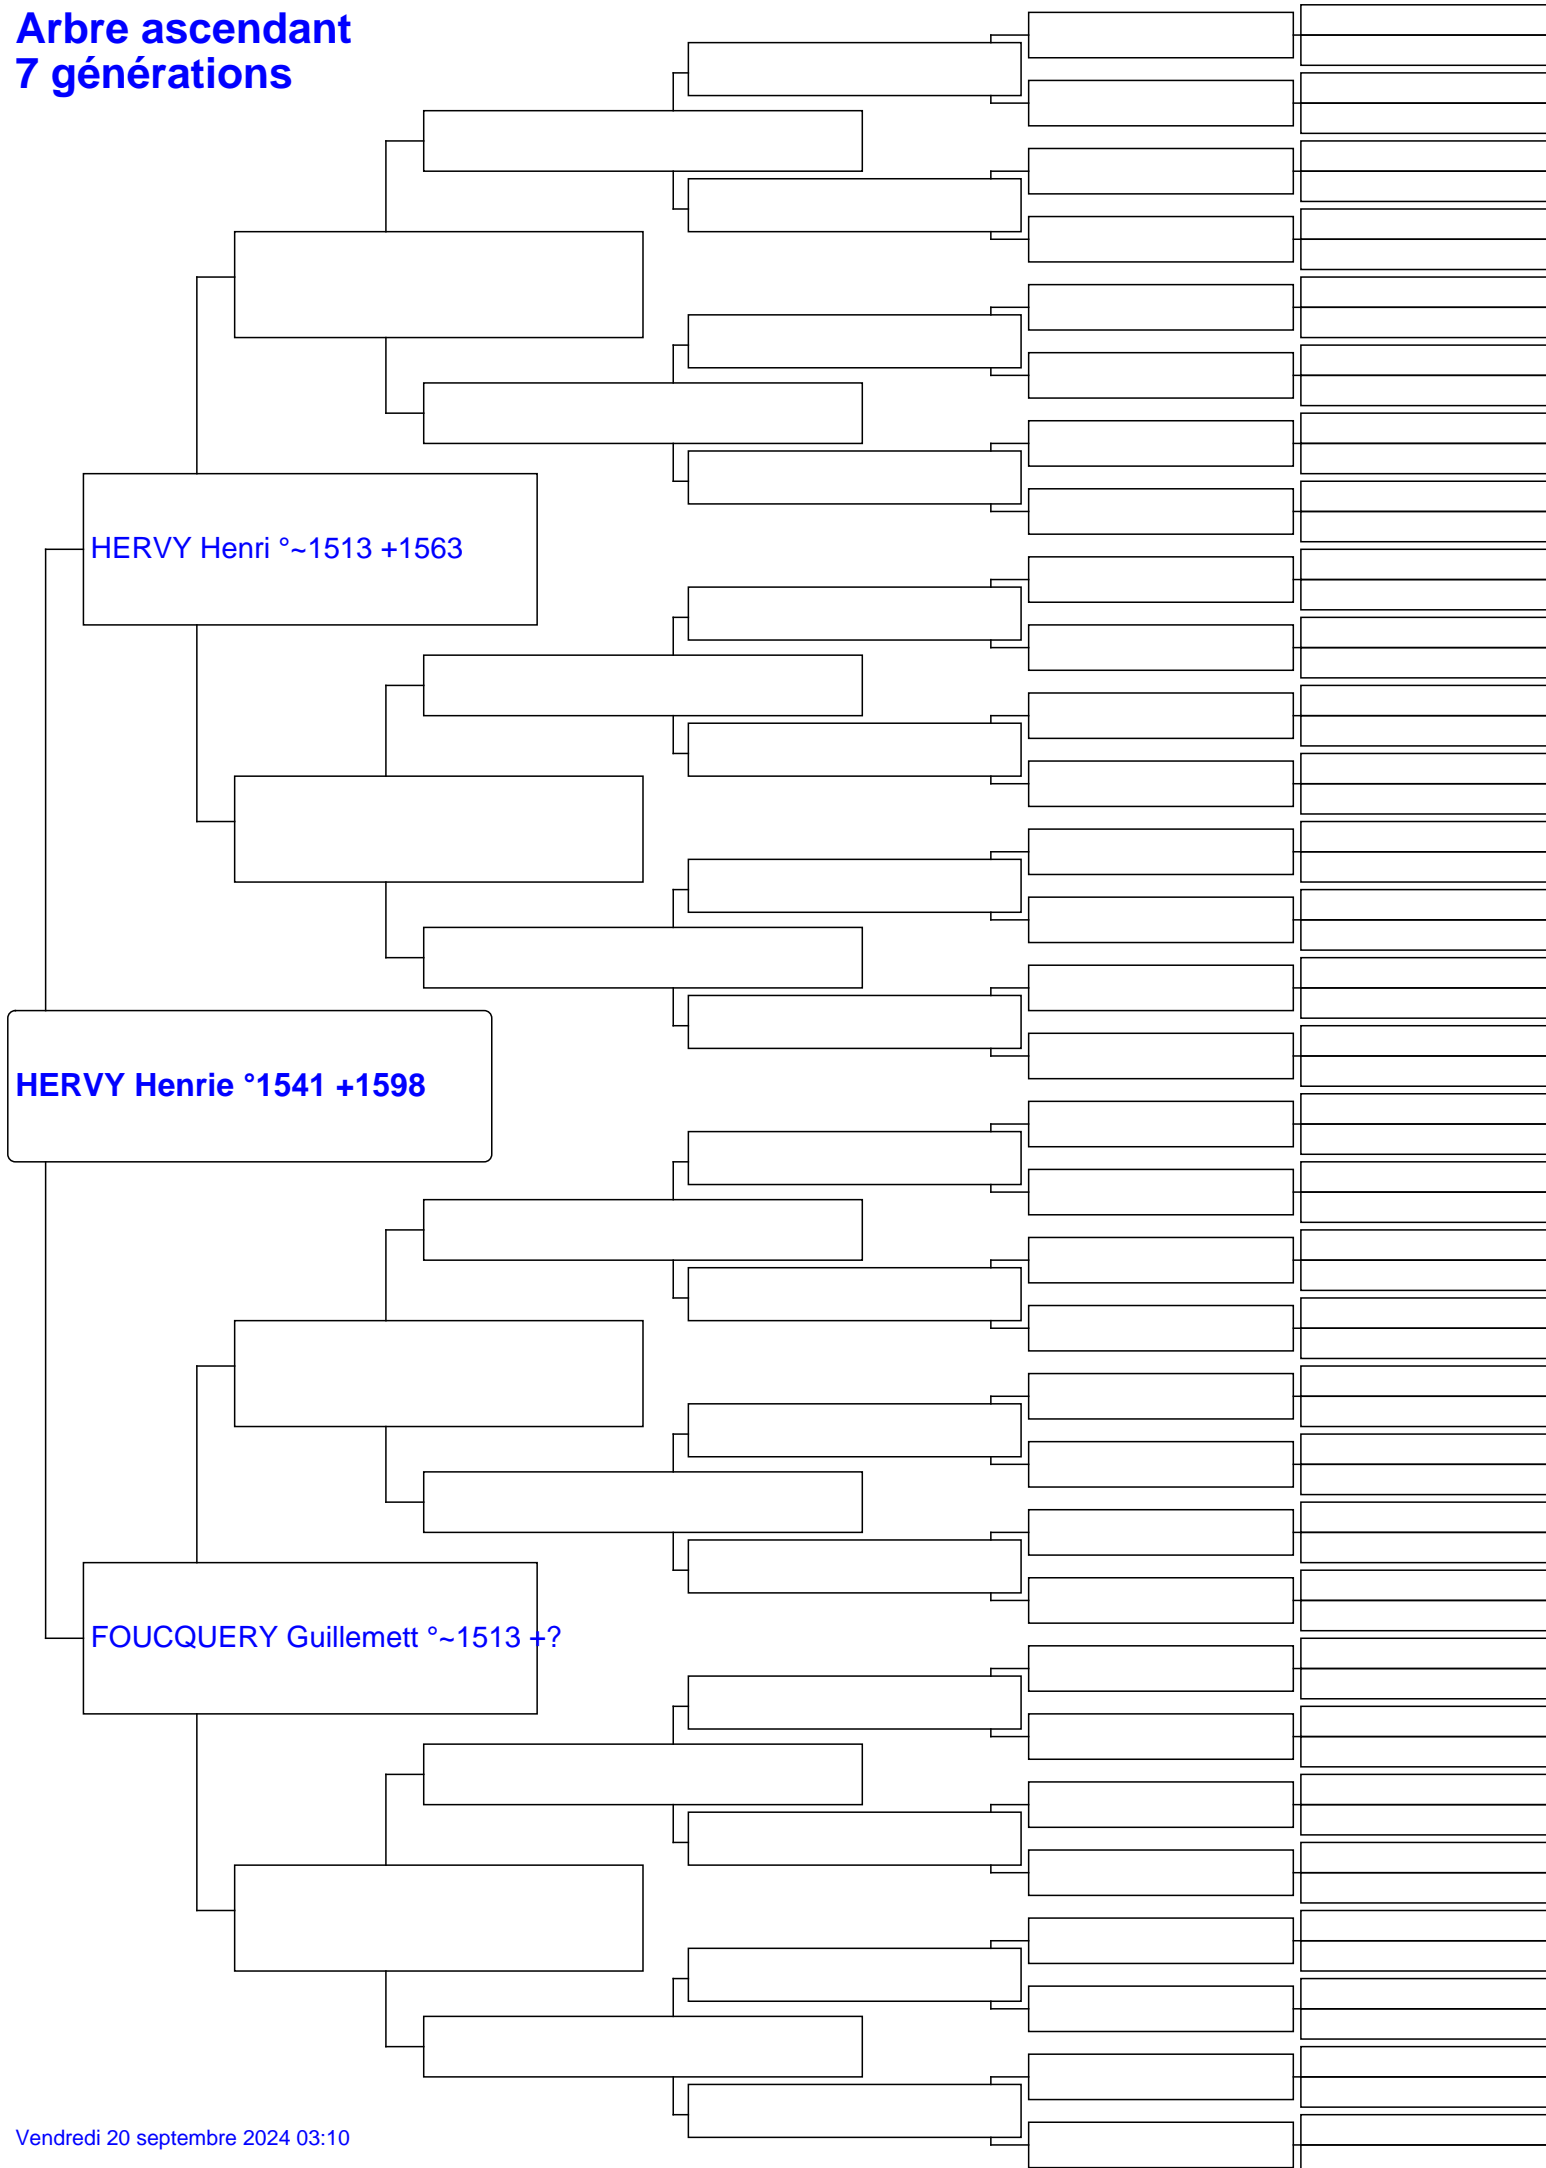 Arbre ascendant
7 générations
HERVY Henri °~1513 +1563
HERVY Henrie °1541 +1598
FOUCQUERY Guillemett °~1513 +?
Vendredi 20 septembre 2024 03:10